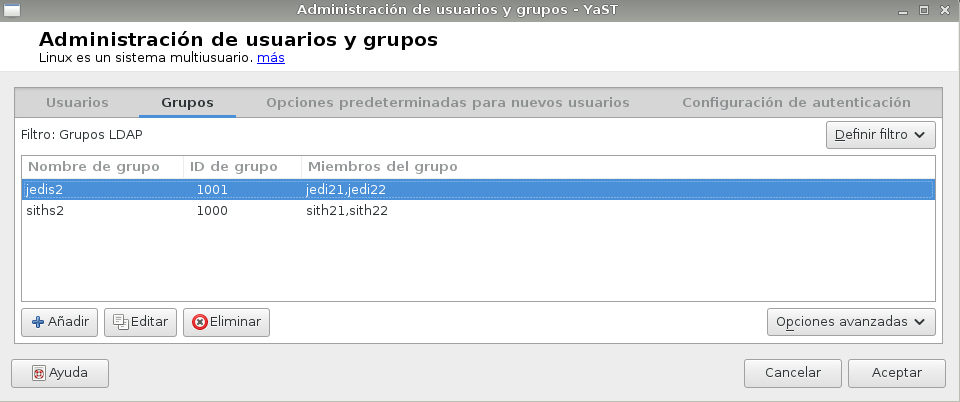 Administración de usuarios y grupos - YaST
Administración de usuarios y grupos
Linux es un sistema multiusuario. más
Usuarios Grupos Opciones predeterminadas para nuevos usuarios Configuración de autenticación
Filtro: Grupos LDAP Definir filtro
Nombre de grupo ID de grupo Miembros del grupo
jedis2 1001 jedi21,jedi22
siths2 1000 sith21,sith22
Añadir Editar Eliminar Opciones avanzadas
Ayuda Cancelar Aceptar